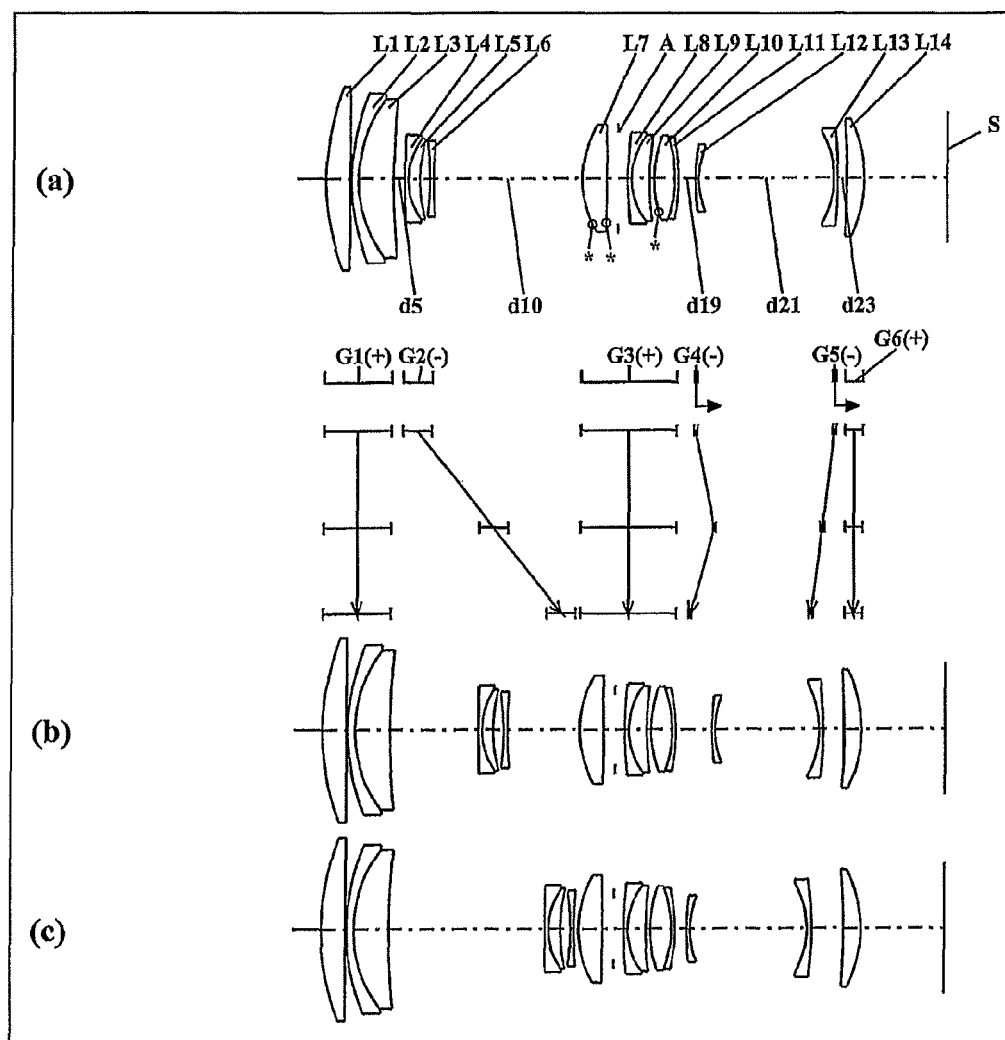 L1 L2 L3 L4 L5 L6 L7 A L8 L9 L10 L11 L12 L13 L14
S
(a)
* * *
d5 d10 d19 d21 d23
G1(+) G2(-) G3(+) G4(-) G5(-) G6(+)
(b)
(c)